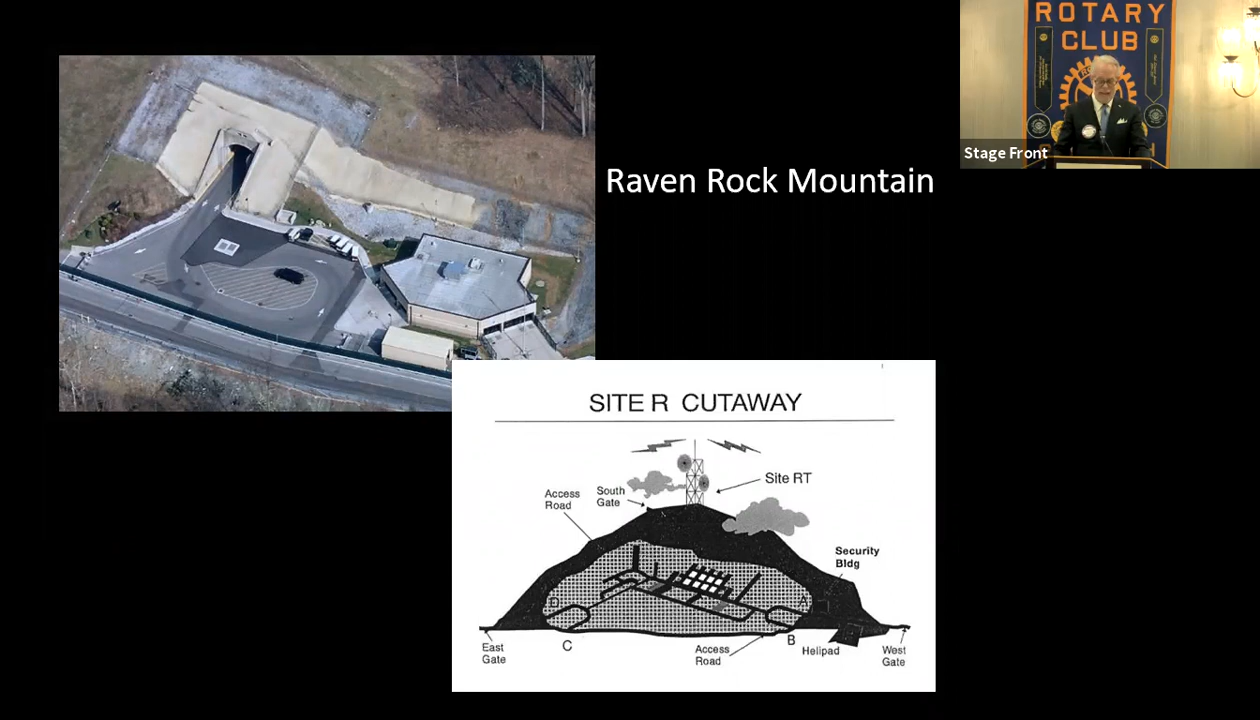 ROTARY
CLUB
Stage Front
Raven Rock Mountain
SITE R CUTAWAY
Site RT
South
Gate
Access
Road
Security
Bldg
D
A
East
Gate
C
Access
Road
B
Helipad
West
Gate